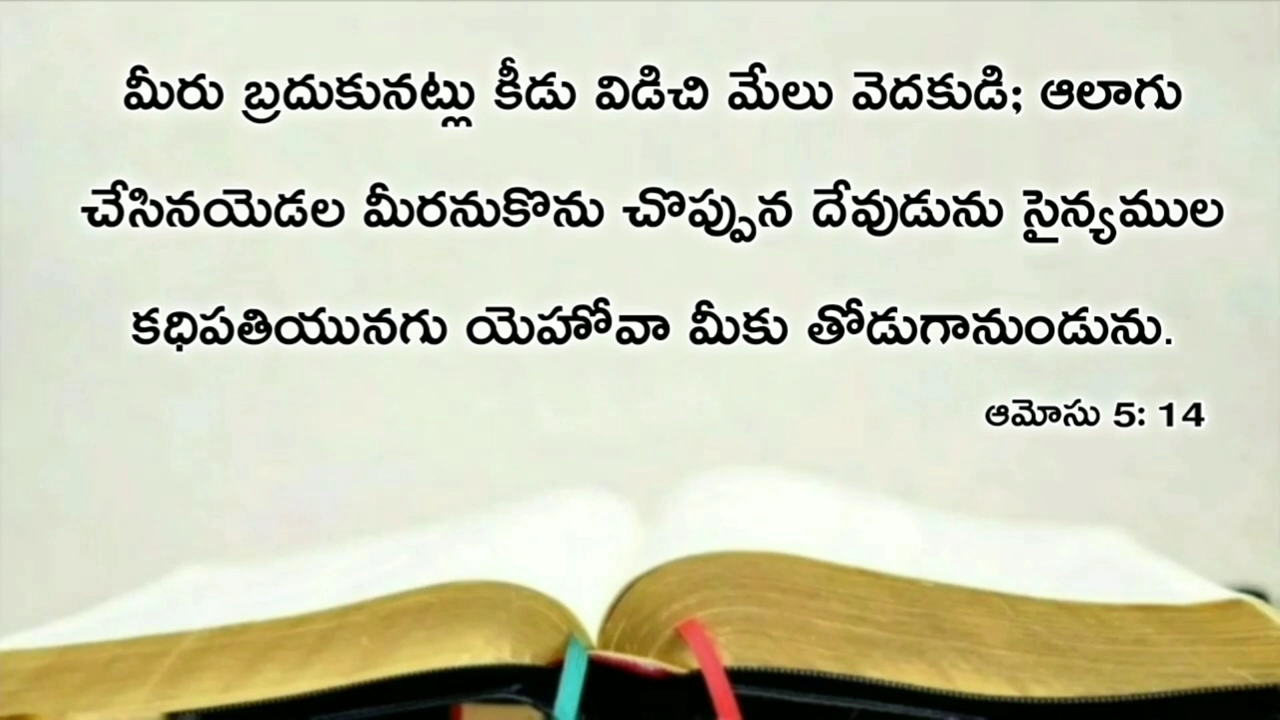 మీరు బ్రదుకునట్లు కీడు విడిచి మేలు వెదకుడి; ఆలాగు
చేసినయెడల మీరనుకొను చొప్పున దేవుడును సైన్యముల
కధిపతియునగు యెహోవా మీకు తోడుగానుండును.
ఆమోసు 5: 14